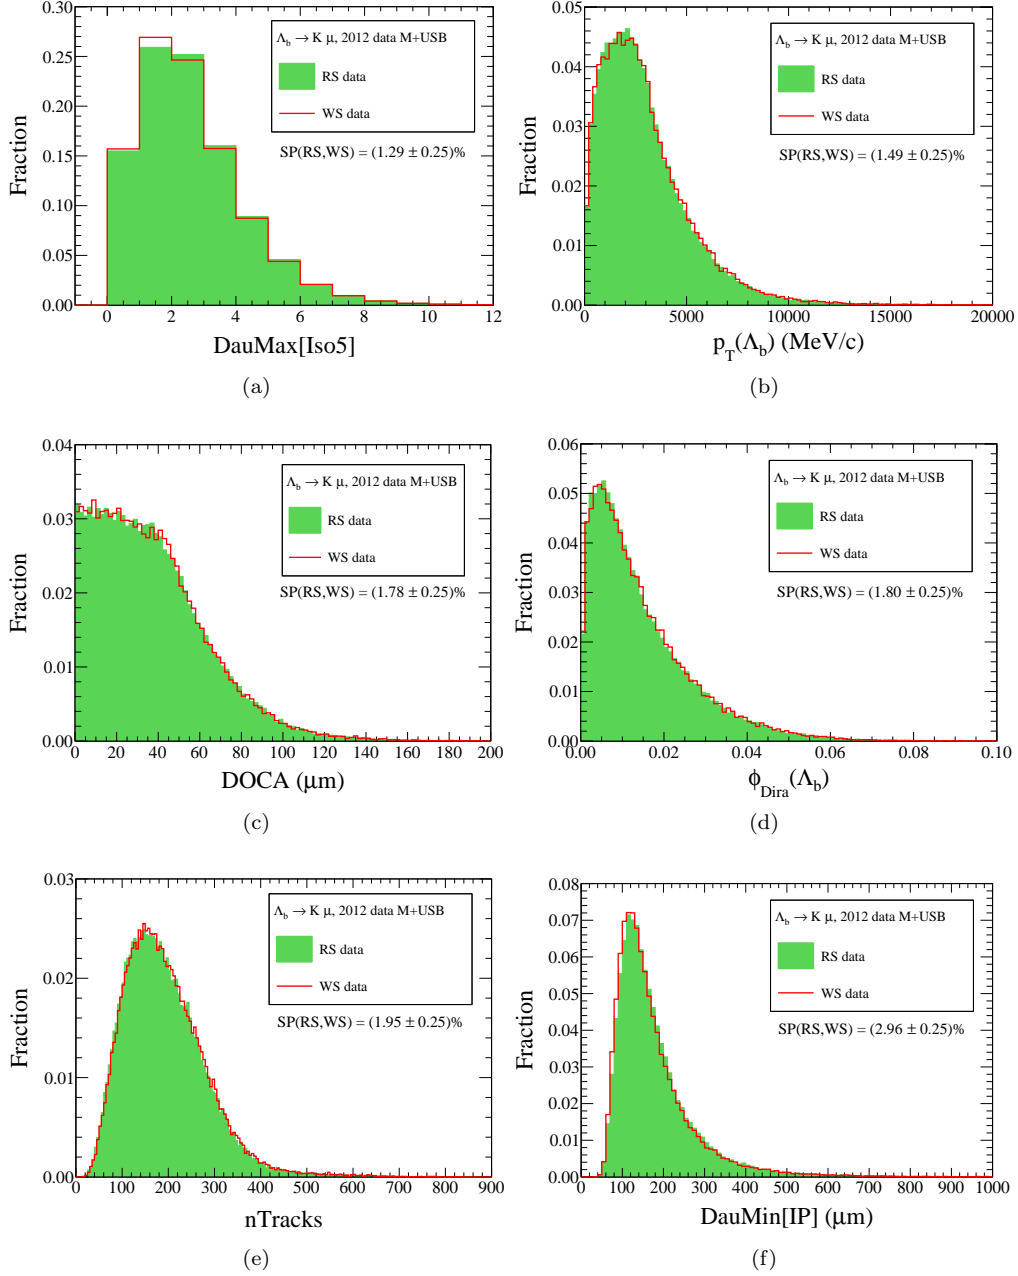 0.30
0.25
0.20
0.15
0.10
0.05
0.00
Fraction
Λb → K μ, 2012 data M+USB
RS data
WS data
SP(RS,WS) = (1.29 ± 0.25)%
0 2 4 6 8 10 12
DauMax[Iso5]
(a)
0.05
0.04
0.03
0.02
0.01
0.00
Fraction
Λb → K μ, 2012 data M+USB
RS data
WS data
SP(RS,WS) = (1.49 ± 0.25)%
0 5000 10000 15000 20000
pT(Λb) (MeV/c)
(b)
0.04
0.03
0.02
0.01
0.00
Fraction
Λb → K μ, 2012 data M+USB
RS data
WS data
SP(RS,WS) = (1.78 ± 0.25)%
0 20 40 60 80 100 120 140 160 180 200
DOCA (μm)
(c)
0.06
0.05
0.04
0.03
0.02
0.01
0.00
Fraction
Λb → K μ, 2012 data M+USB
RS data
WS data
SP(RS,WS) = (1.80 ± 0.25)%
0.00 0.02 0.04 0.06 0.08 0.10
ϕDira(Λb)
(d)
0.03
0.02
0.01
0.00
Fraction
Λb → K μ, 2012 data M+USB
RS data
WS data
SP(RS,WS) = (1.95 ± 0.25)%
0 100 200 300 400 500 600 700 800 900
nTracks
(e)
0.08
0.07
0.06
0.05
0.04
0.03
0.02
0.01
0.00
Fraction
Λb → K μ, 2012 data M+USB
RS data
WS data
SP(RS,WS) = (2.96 ± 0.25)%
0 100 200 300 400 500 600 700 800 900 1000
DauMin[IP] (μm)
(f)